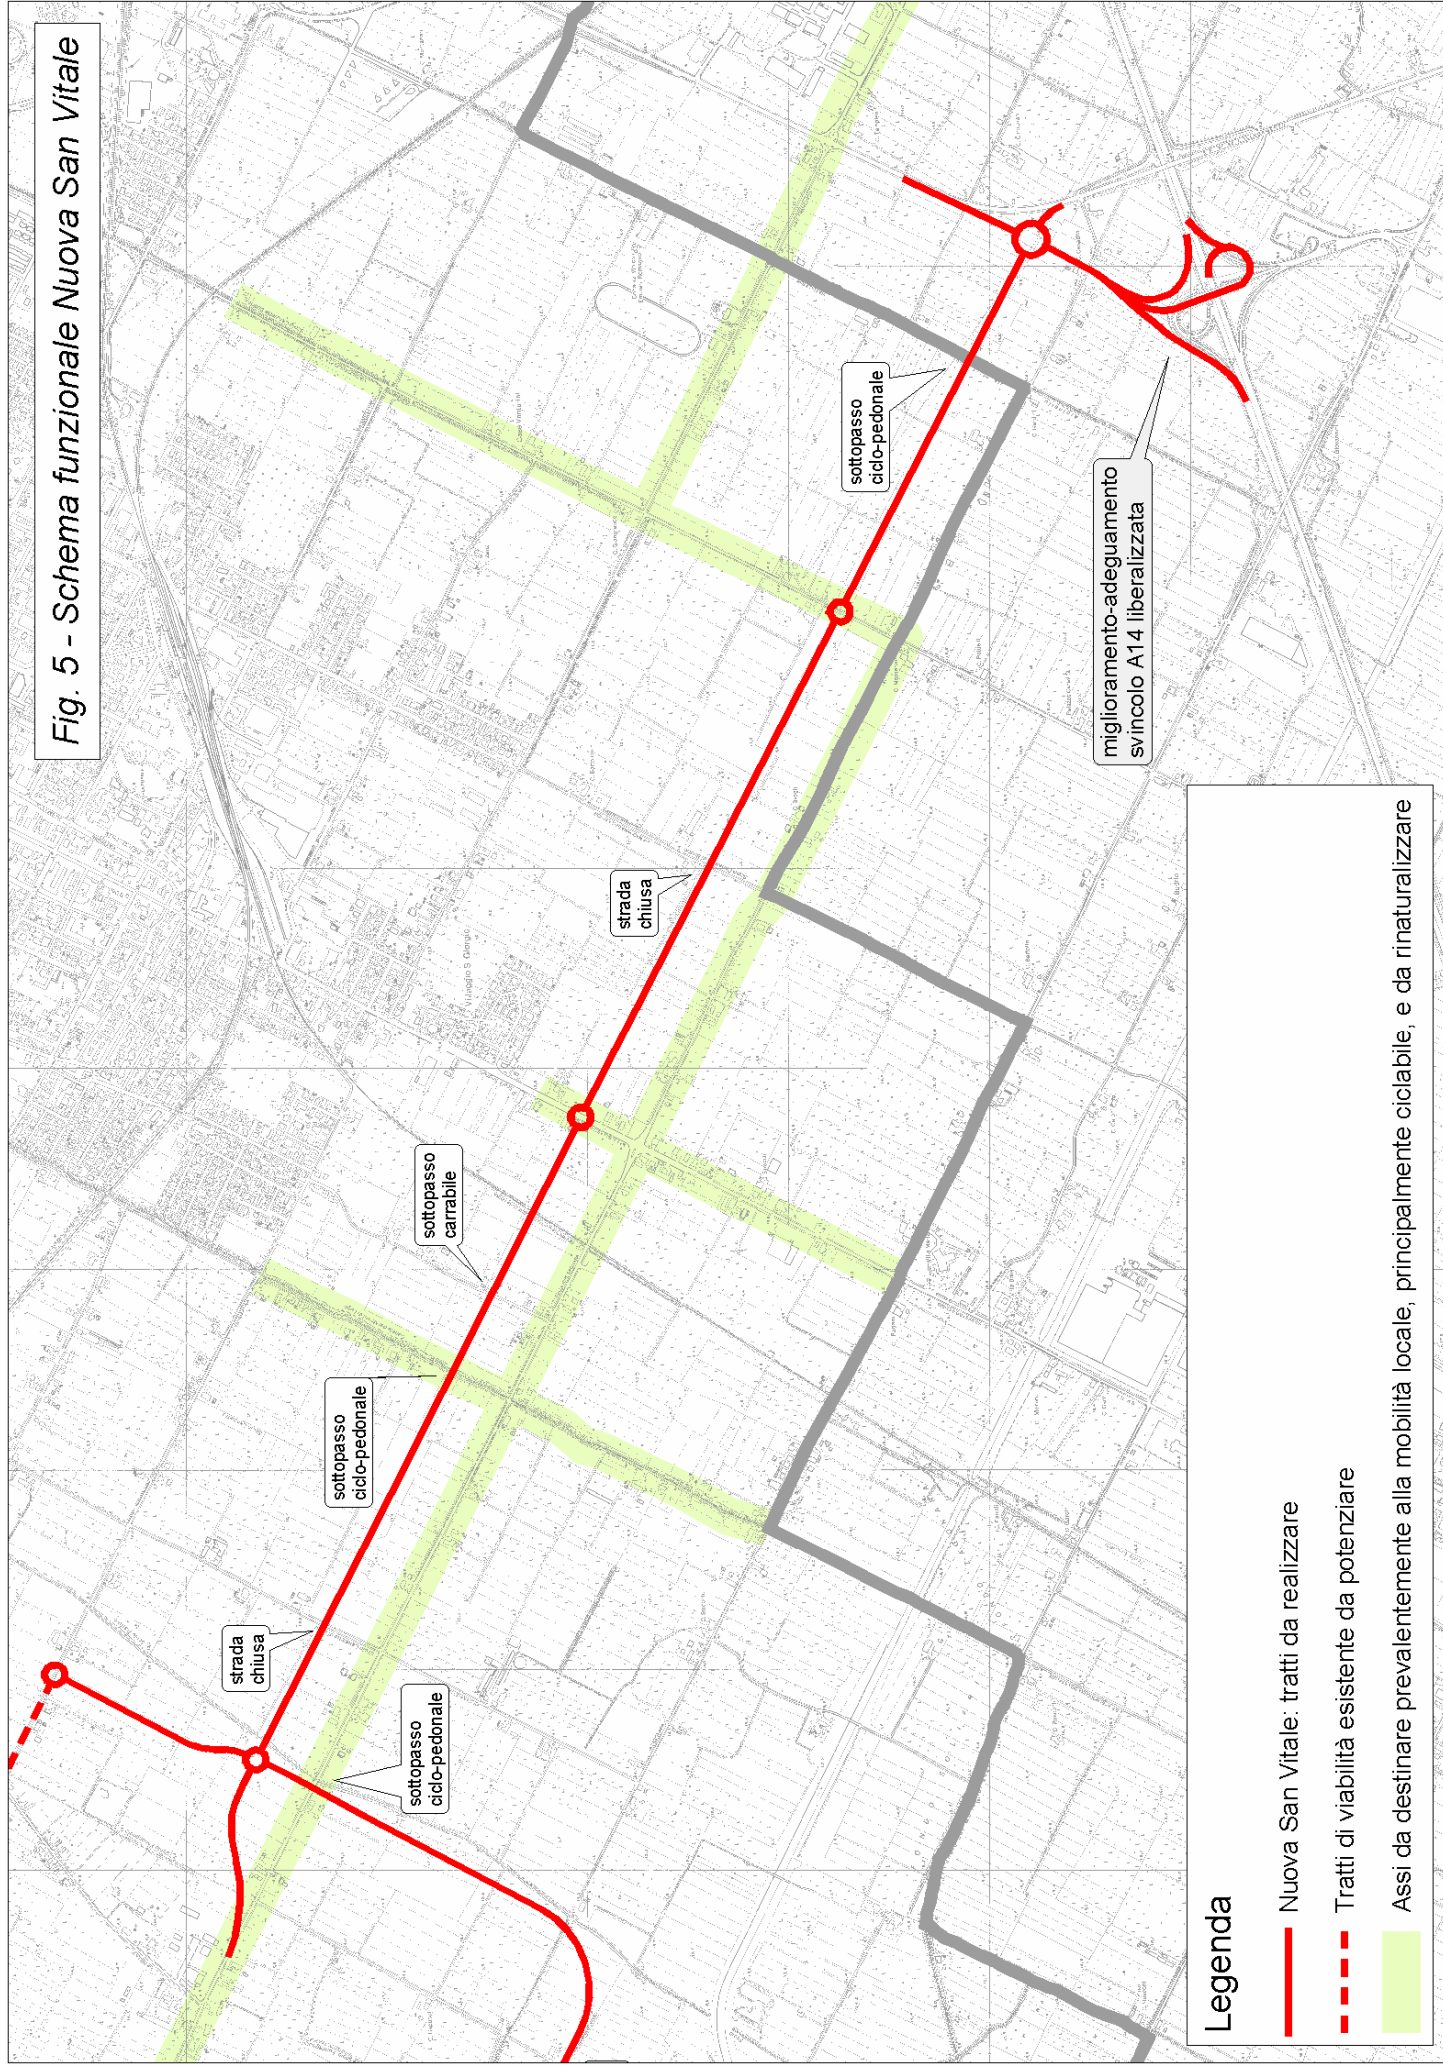 Fig. 5 - Schema funzionale Nuova San Vitale
strada
chiusa
sottopasso
ciclo-pedonale
sottopasso
ciclo-pedonale
sottopasso
carrabile
strada
chiusa
sottopasso
ciclo-pedonale
miglioramento-adeguamento
svincolo A14 liberalizzata
Villaggio S. Giorgio
Legenda
Nuova San Vitale: tratti da realizzare
Tratti di viabilità esistente da potenziare
Assi da destinare prevalentemente alla mobilità locale, principalmente ciclabile, e da rinaturalizzare